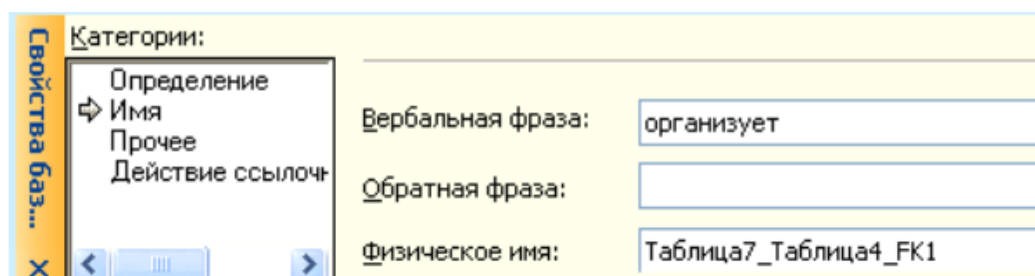 Свойства баз...
Категории:
Определение
Имя
Прочее
Действие ссылочн
Вербальная фраза: организует
Обратная фраза:
Физическое имя: Таблица7_Таблица4_FK1